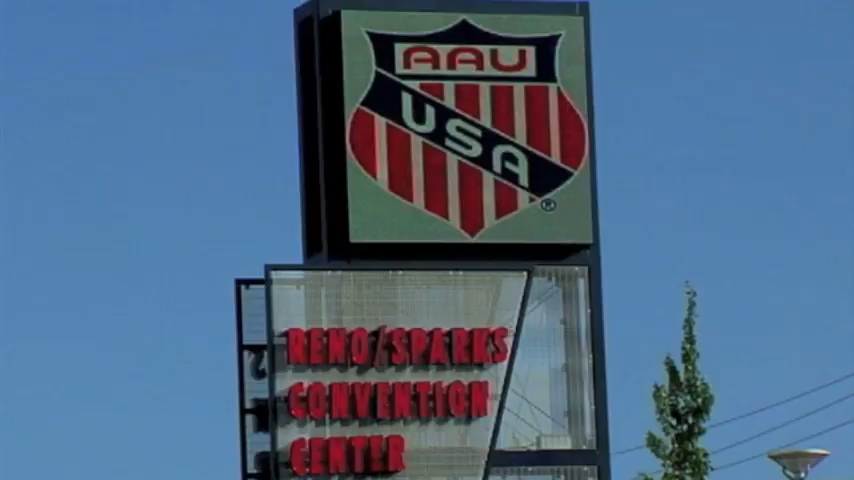 AAU
USA
®
RENO/SPARKS
CONVENTION
CENTER